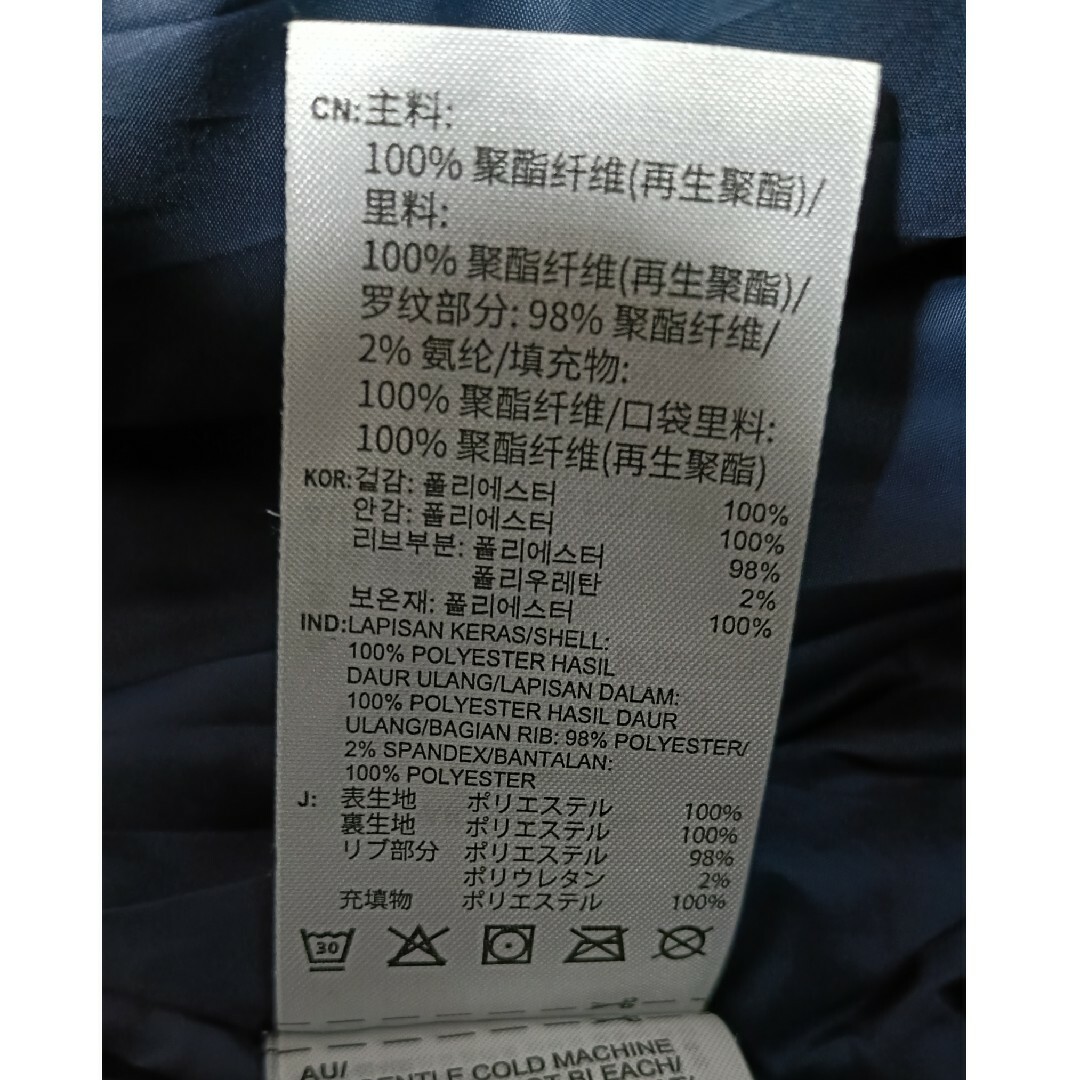 CN:主料:
100% 聚酯纤维(再生聚酯)/
里料:
100% 聚酯纤维(再生聚酯)/
罗纹部分: 98% 聚酯纤维/
2% 氨纶/填充物:
100% 聚酯纤维/口袋里料:
100% 聚酯纤维(再生聚酯)
KOR:겉감: 폴리에스터 100%
안감: 폴리에스터 100%
리브부분: 폴리에스터 98%
폴리우레탄 2%
보온재: 폴리에스터 100%
IND:LAPISAN KERAS/SHELL:
100% POLYESTER HASIL
DAUR ULANG/LAPISAN DALAM:
100% POLYESTER HASIL DAUR
ULANG/BAGIAN RIB: 98% POLYESTER/
2% SPANDEX/BANTALAN:
100% POLYESTER
J: 表生地 ポリエステル 100%
裏生地 ポリエステル 100%
リブ部分 ポリエステル 98%
ポリウレタン 2%
充填物 ポリエステル 100%
30
AU/
GENTLE COLD MACHINE
BLEACH/